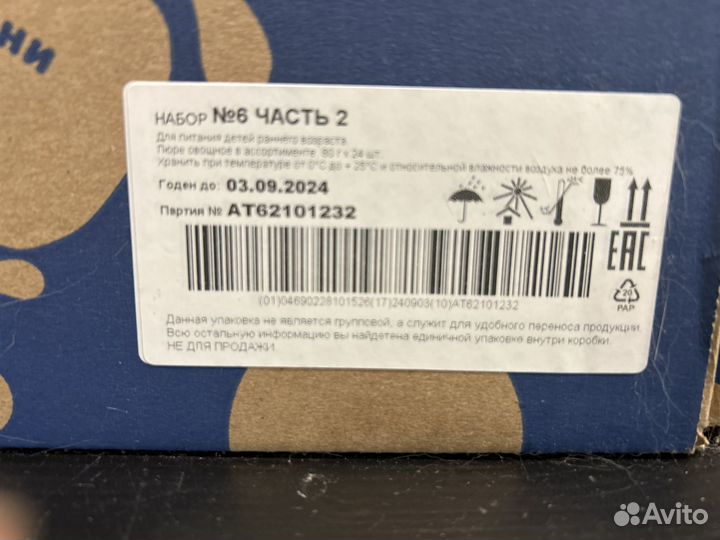 ни
НАБОР №6 ЧАСТЬ 2
Для питания детей раннего возраста
Пюре овощное в ассортименте, 80 г х 24 шт.
Хранить при температуре от 0°С до + 25°С и относительной влажности воздуха не более 75%
Годен до: 03.09.2024
Партия № АТ62101232
EAC
(01)04690228101526(17)240903(10)AT62101232
20
PAP
Данная упаковка не является групповой, а служит для удобного переноса продукции.
Всю остальную информацию вы найдетена единичной упаковке внутри коробки.
НЕ ДЛЯ ПРОДАЖИ
Avito